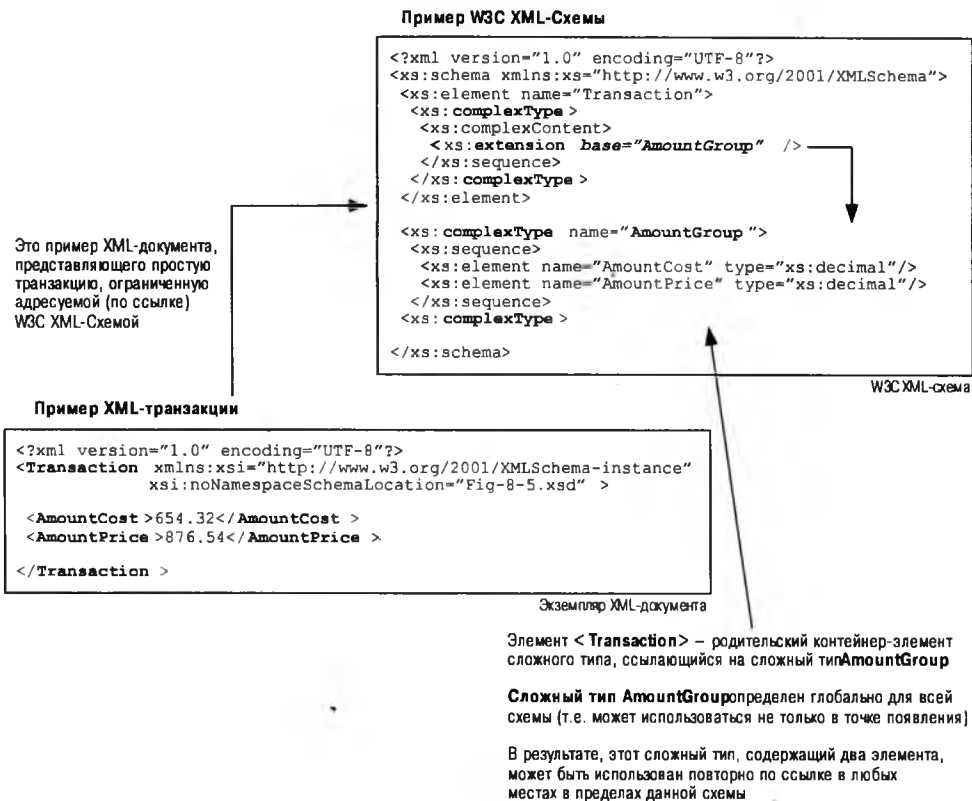 Пример W3C XML-Схемы
<?xml version="1.0" encoding="UTF-8"?>
<xs:schema xmlns:xs="http://www.w3.org/2001/XMLSchema">
<xs:element name="Transaction">
<xs:complexType >
<xs:complexContent>
<xs:extension base="AmountGroup" />
</xs:sequence>
</xs:complexType >
</xs:element>
<xs:complexType name="AmountGroup ">
<xs:sequence>
<xs:element name="AmountCost" type="xs:decimal"/>
<xs:element name="AmountPrice" type="xs:decimal"/>
</xs:sequence>
<xs:complexType >
</xs:schema>
W3C XML-схема
Это пример XML-документа,
представляющего простую
транзакцию, ограниченную
адресуемой (по ссылке)
W3C XML-Схемой
Пример XML-транзакции
<?xml version="1.0" encoding="UTF-8"?>
<Transaction xmlns:xsi="http://www.w3.org/2001/XMLSchema-instance"
xsi:noNamespaceSchemaLocation="Fig-8-5.xsd" >
<AmountCost >654.32</AmountCost >
<AmountPrice >876.54</AmountPrice >
</Transaction >
Экземпляр XML-документа
Элемент < Transaction> – родительский контейнер-элемент
сложного типа, ссылающийся на сложный типAmountGroup
Сложный тип AmountGroupопределен глобально для всей
схемы (т.е. может использоваться не только в точке появления)
В результате, этот сложный тип, содержащий два элемента,
может быть использован повторно по ссылке в любых
местах в пределах данной схемы